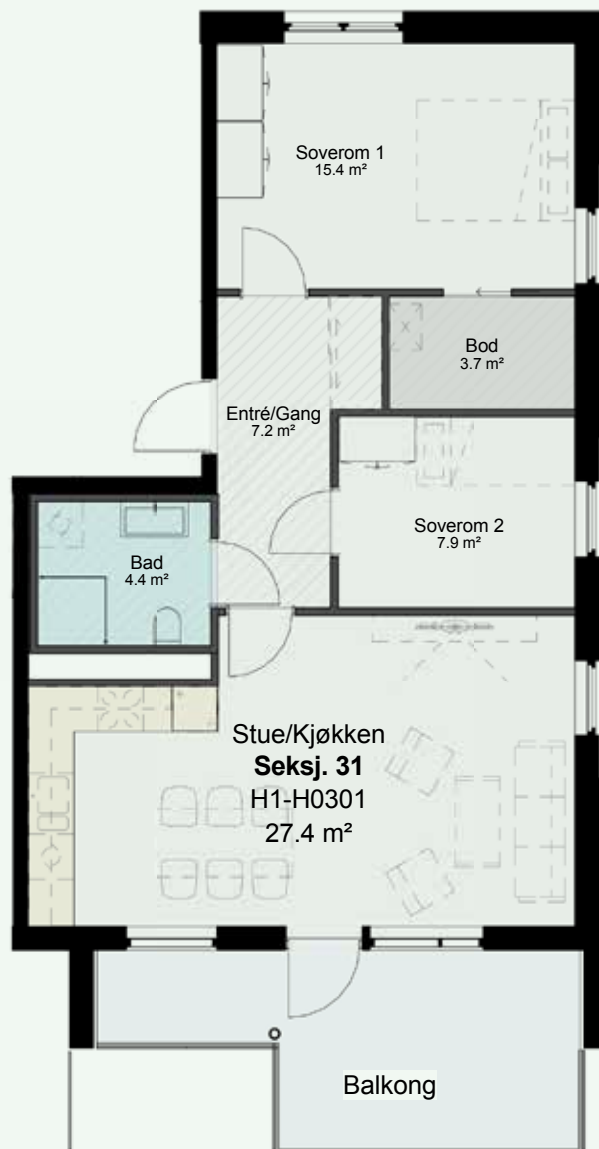 Soverom 1
15.4 m²
Bod
3.7 m²
Entré/Gang
7.2 m²
Soverom 2
7.9 m²
Bad
4.4 m²
Stue/Kjøkken
Seksj. 31
H1-H0301
27.4 m²
Balkong